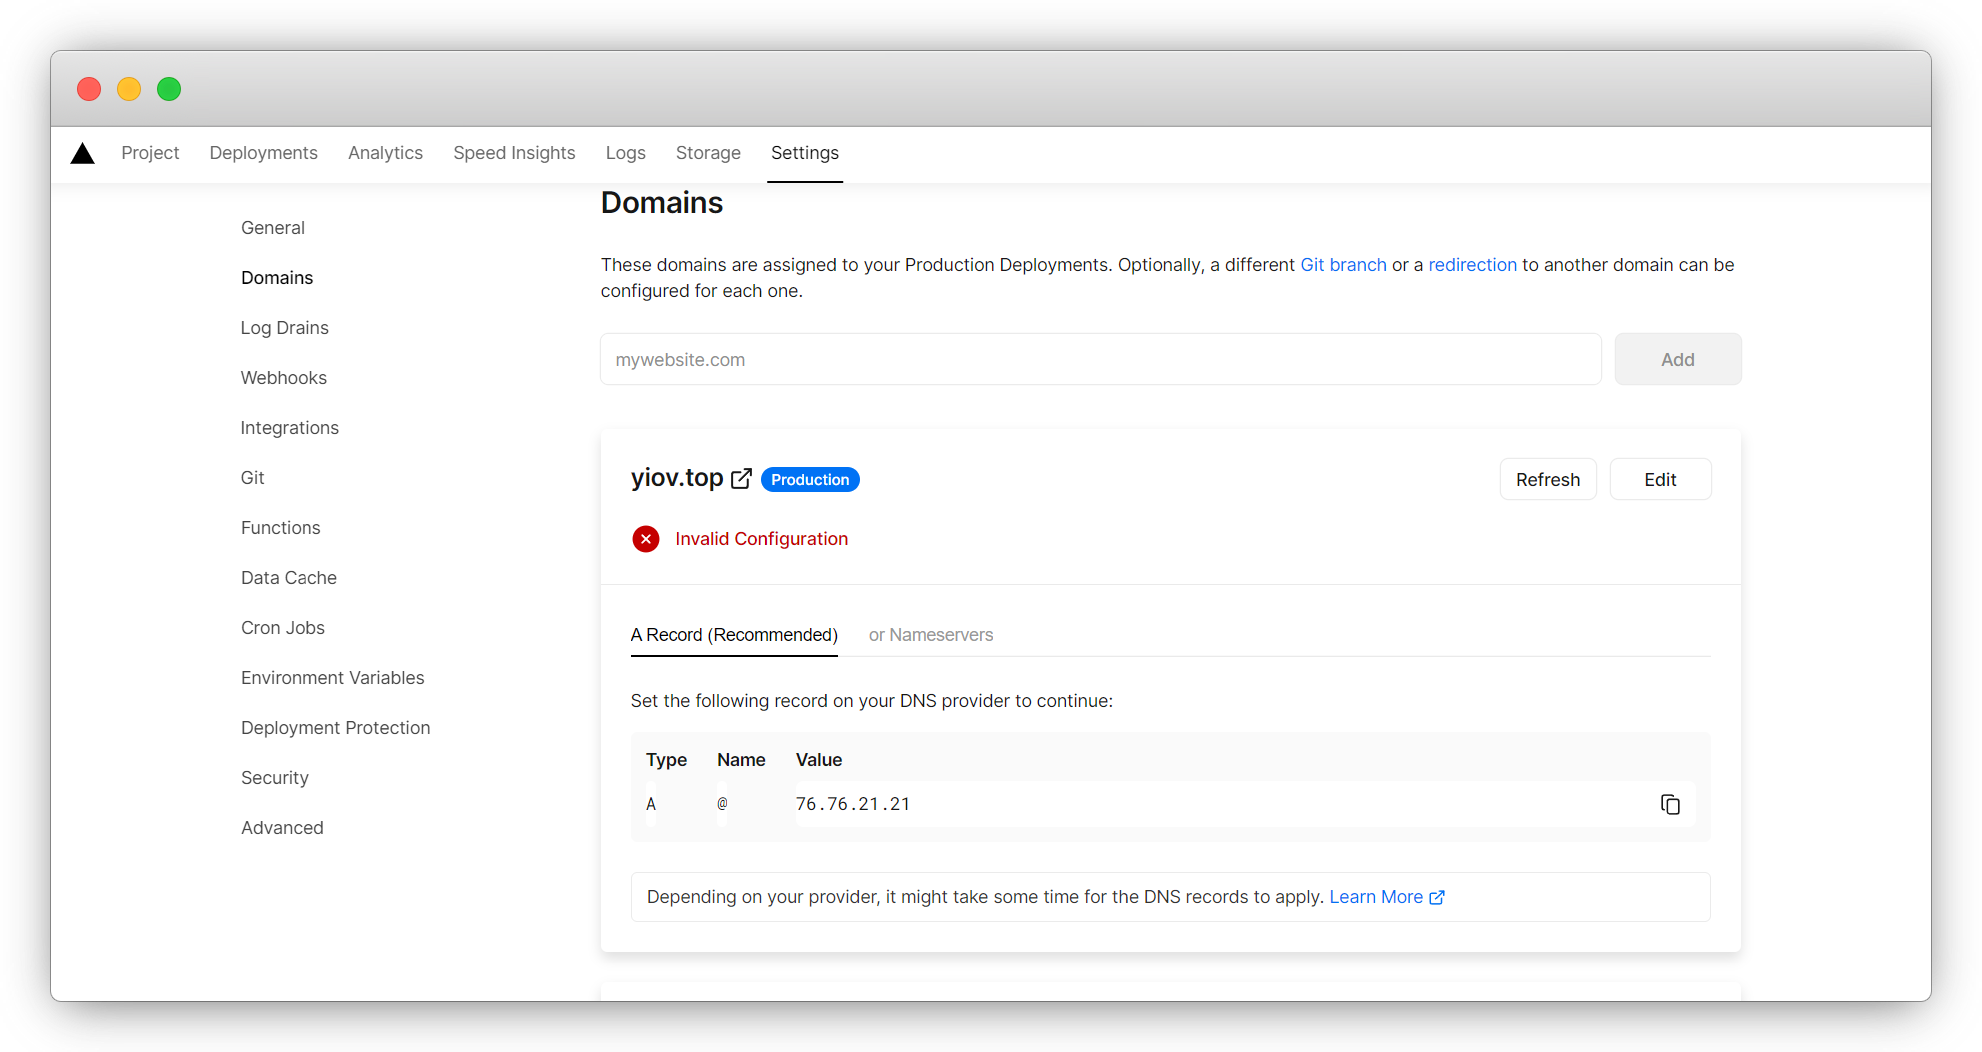 Project Deployments Analytics Speed Insights Logs Storage Settings
General
Domains
Log Drains
Webhooks
Integrations
Git
Functions
Data Cache
Cron Jobs
Environment Variables
Deployment Protection
Security
Advanced
Domains
These domains are assigned to your Production Deployments. Optionally, a different Git branch or a redirection to another domain can be
configured for each one.
mywebsite.com Add
yiov.top Production Refresh Edit
Invalid Configuration
A Record (Recommended) or Nameservers
Set the following record on your DNS provider to continue:
Type Name Value
A @ 76.76.21.21
Depending on your provider, it might take some time for the DNS records to apply. Learn More